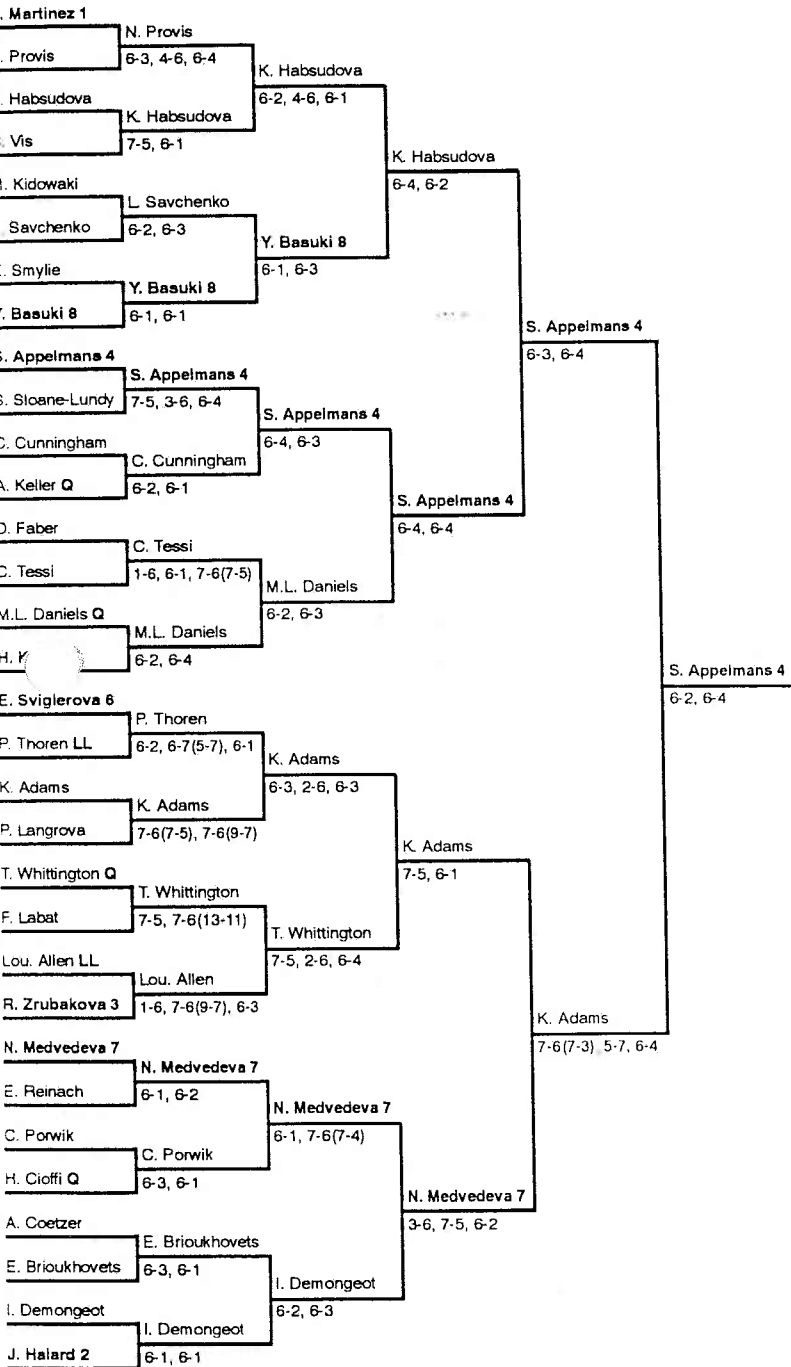 . Martinez 1
. Provis
. Habsudova
. Vis
. Kidowaki
. Savchenko
. Smylie
. Basuki 8
S. Appelmans 4
S. Sloane-Lundy
C. Cunningham
A. Keller Q
D. Faber
C. Tessi
M.L. Daniels Q
H. K
E. Sviglerova 6
P. Thoren LL
K. Adams
P. Langrova
T. Whittington Q
F. Labat
Lou. Allen LL
R. Zrubakova 3
N. Medvedeva 7
E. Reinach
C. Porwik
H. Cioffi Q
A. Coetzer
E. Brioukhovets
I. Demongeot
J. Halard 2
N. Provis
6-3, 4-6, 6-4
K. Habsudova
7-5, 6-1
L. Savchenko
6-2, 6-3
Y. Basuki 8
6-1, 6-1
S. Appelmans 4
7-5, 3-6, 6-4
C. Cunningham
6-2, 6-1
C. Tessi
1-6, 6-1, 7-6(7-5)
M.L. Daniels
6-2, 6-4
P. Thoren
6-2, 6-7(5-7), 6-1
K. Adams
7-6(7-5), 7-6(9-7)
T. Whittington
7-5, 7-6(13-11)
Lou. Allen
1-6, 7-6(9-7), 6-3
N. Medvedeva 7
6-1, 6-2
C. Porwik
6-3, 6-1
E. Brioukhovets
6-3, 6-1
I. Demongeot
6-1, 6-1
K. Habsudova
6-2, 4-6, 6-1
Y. Basuki 8
6-1, 6-3
S. Appelmans 4
6-4, 6-3
M.L. Daniels
6-2, 6-3
K. Adams
6-3, 2-6, 6-3
T. Whittington
7-5, 2-6, 6-4
N. Medvedeva 7
6-1, 7-6(7-4)
I. Demongeot
6-2, 6-3
K. Habsudova
6-4, 6-2
S. Appelmans 4
6-4, 6-4
K. Adams
7-5, 6-1
N. Medvedeva 7
3-6, 7-5, 6-2
S. Appelmans 4
6-3, 6-4
K. Adams
7-6(7-3), 5-7, 6-4
S. Appelmans 4
6-2, 6-4